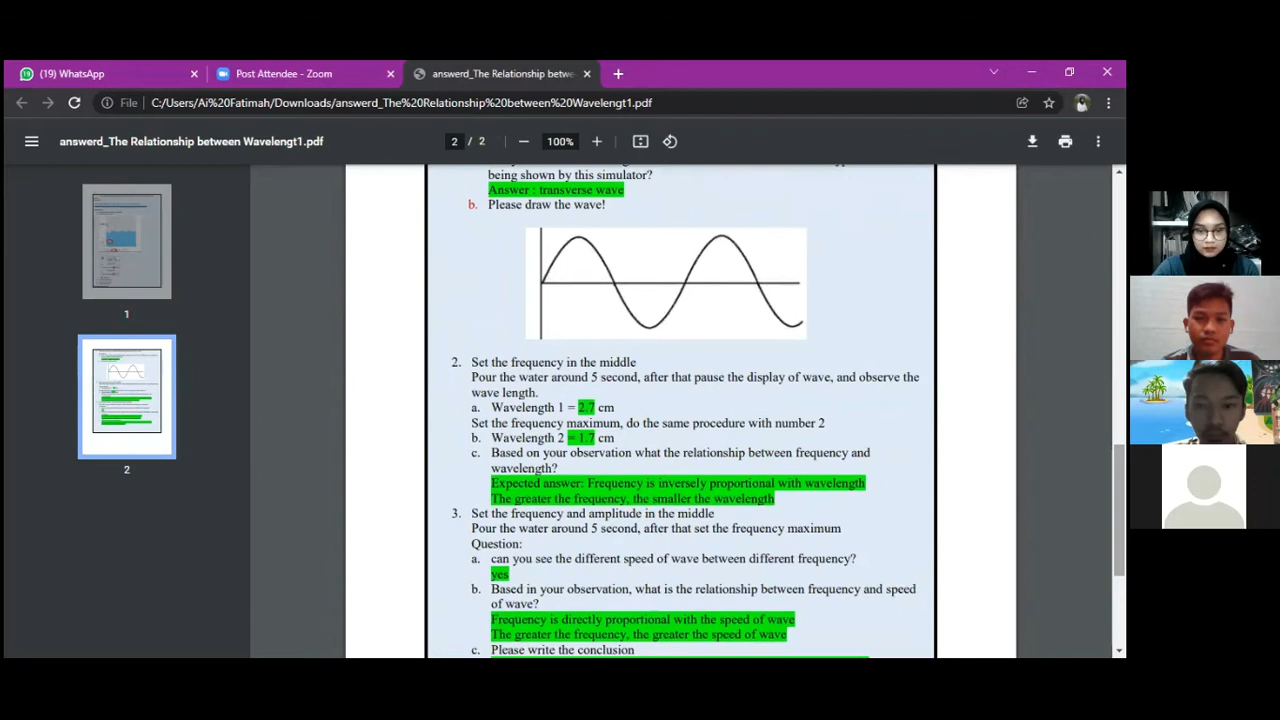 (19) WhatsApp
Post Attendee - Zoom
answerd_The Relationship betwe
File
C:/Users/Ai%20Fatimah/Downloads/answerd_The%20Relationship%20between%20Wavelengt1.pdf
answerd_The Relationship between Wavelengt1.pdf
2 / 2
100%
being shown by this simulator?
Answer : transverse wave
b. Please draw the wave!
2. Set the frequency in the middle
Pour the water around 5 second, after that pause the display of wave, and observe the
wave length.
a. Wavelength 1 = 2.7 cm
Set the frequency maximum, do the same procedure with number 2
b. Wavelength 2 = 1.7 cm
c. Based on your observation what the relationship between frequency and
wavelength?
Expected answer: Frequency is inversely proportional with wavelength
The greater the frequency, the smaller the wavelength
3. Set the frequency and amplitude in the middle
Pour the water around 5 second, after that set the frequency maximum
Question:
a. can you see the different speed of wave between different frequency?
yes
b. Based in your observation, what is the relationship between frequency and speed
of wave?
Frequency is directly proportional with the speed of wave
The greater the frequency, the greater the speed of wave
c. Please write the conclusion
1
2